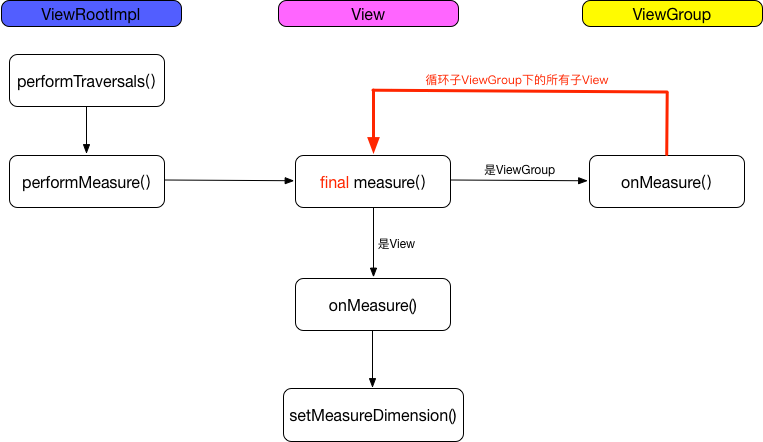 ViewRootImpl
View
ViewGroup
performTraversals()
循环子ViewGroup下的所有子View
performMeasure()
final measure()
是ViewGroup
onMeasure()
是View
onMeasure()
setMeasureDimension()